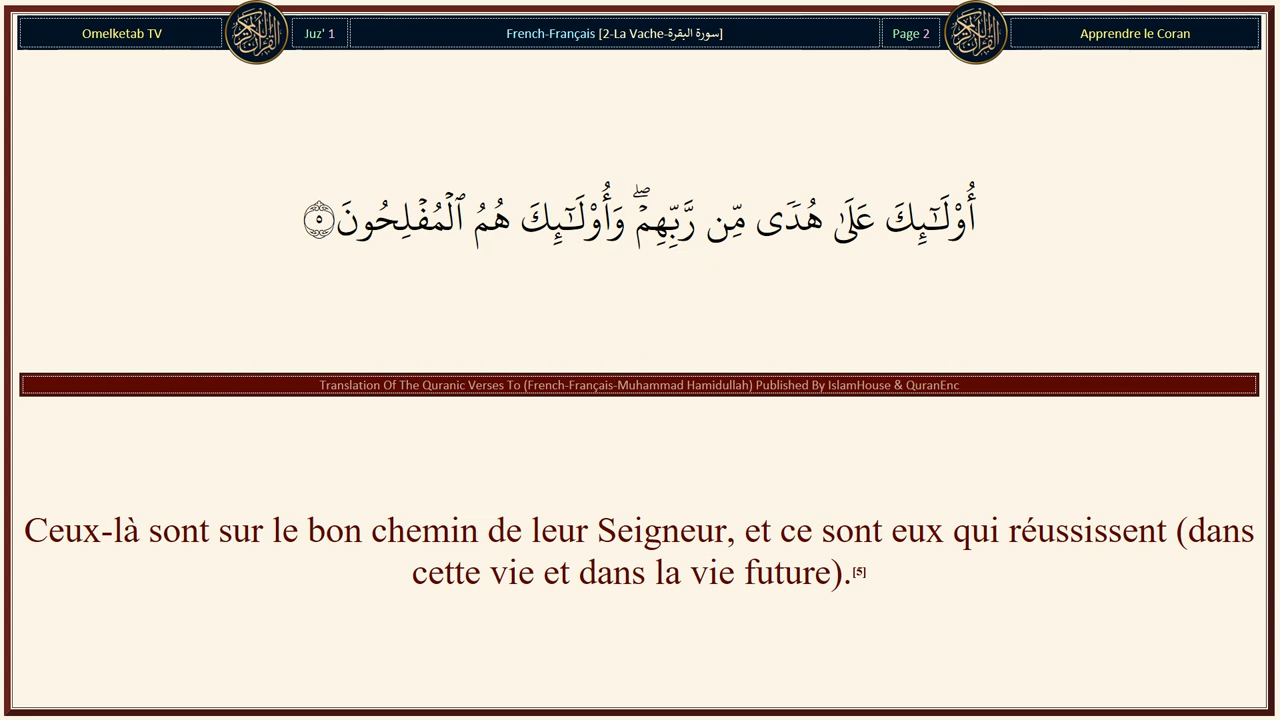 Omelketab TV
Juz' 1
French-Français [2-La Vache-سورة البقرة]
Page 2
Apprendre le Coran
أُوْلَـٰٓئِكَ عَلَىٰ هُدٗى مِّن رَّبِّهِمۡۖ وَأُوْلَـٰٓئِكَ هُمُ ٱلۡمُفۡلِحُونَ ٥
Translation Of The Quranic Verses To (French-Français-Muhammad Hamidullah) Published By IslamHouse & QuranEnc
Ceux-là sont sur le bon chemin de leur Seigneur, et ce sont eux qui réussissent (dans
cette vie et dans la vie future).[5]